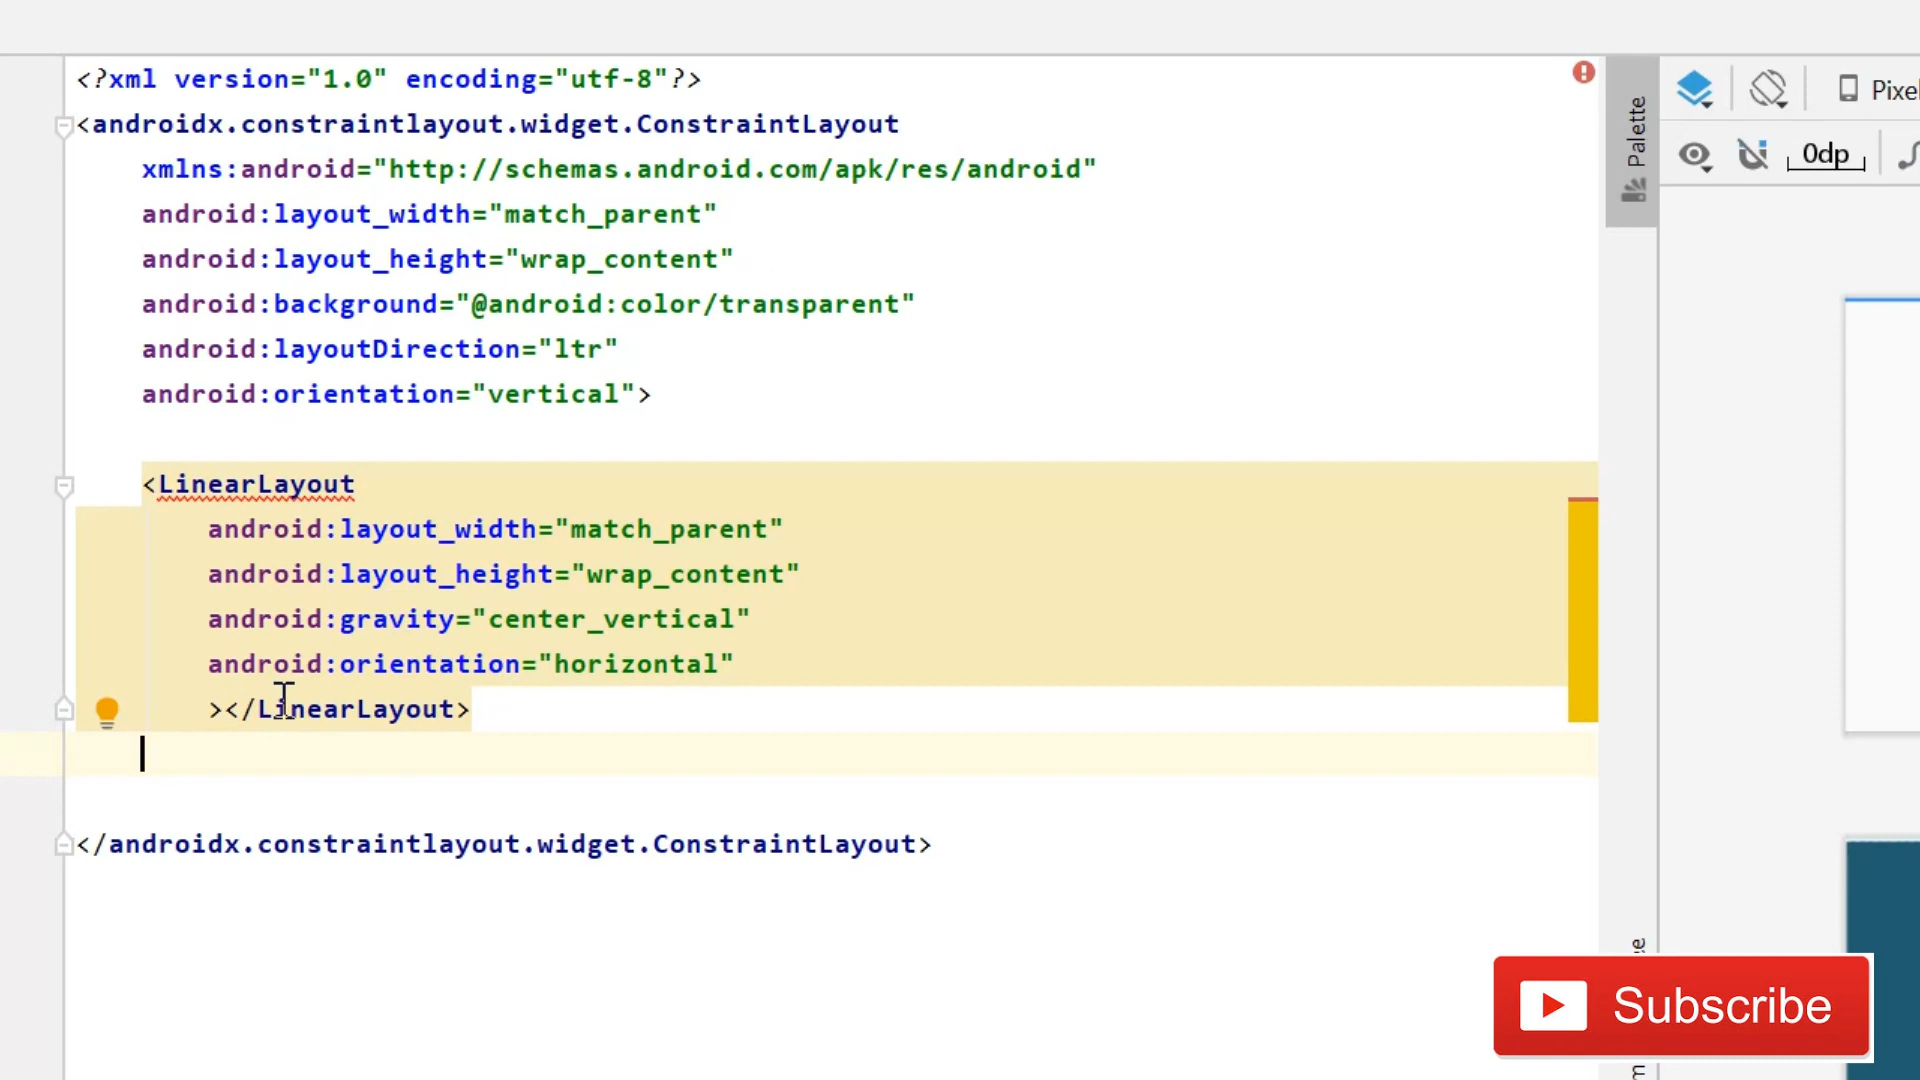 <?xml version="1.0" encoding="utf-8"?>
<androidx.constraintlayout.widget.ConstraintLayout
xmlns:android="http://schemas.android.com/apk/res/android"
android:layout_width="match_parent"
android:layout_height="wrap_content"
android:background="@android:color/transparent"
android:layoutDirection="ltr"
android:orientation="vertical">
<LinearLayout
android:layout_width="match_parent"
android:layout_height="wrap_content"
android:gravity="center_vertical"
android:orientation="horizontal"
></LinearLayout>
</androidx.constraintlayout.widget.ConstraintLayout>
Palette
Pixel
0dp
Subscribe